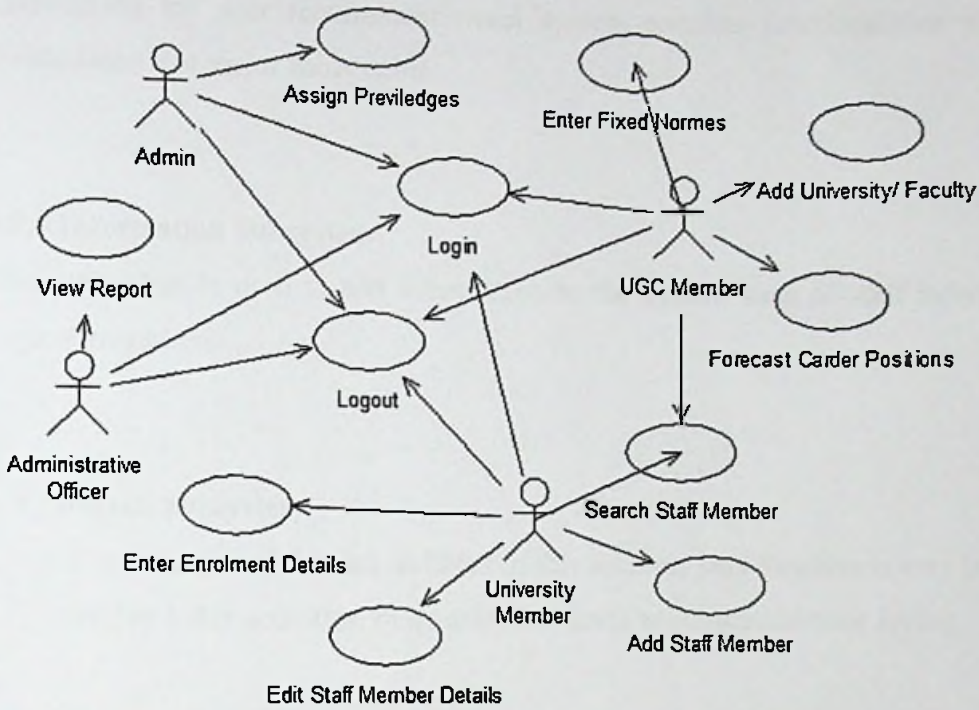 Assign Previledges
Enter Fixed Normes
Admin
Add University/ Faculty
Login
View Report
UGC Member
Forecast Carder Positions
Logout
Administrative
Officer
Search Staff Member
Enter Enrolment Details
University
Member
Add Staff Member
Edit Staff Member Details